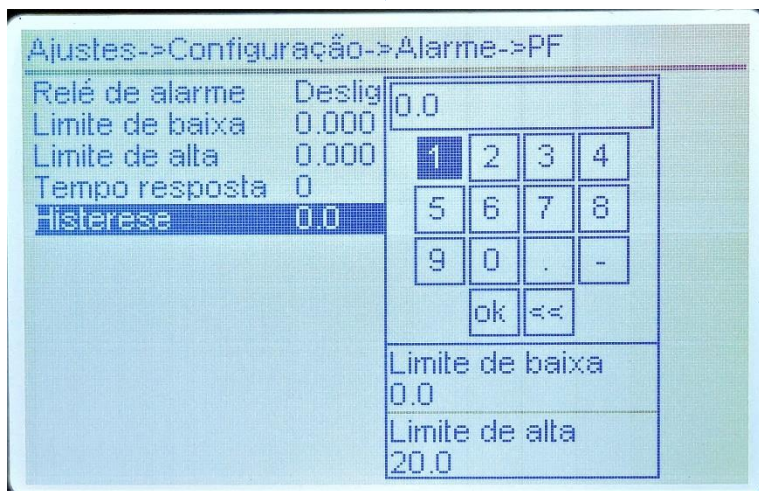 Ajustes->Configuração->Alarme->PF
Relé de alarme Deslig
Limite de baixa 0.000
Limite de alta 0.000
Tempo resposta 0
Histerese 0.0
0.0
1 2 3 4
5 6 7 8
9 0 . -
ok <<
Limite de baixa
0.0
Limite de alta
20.0